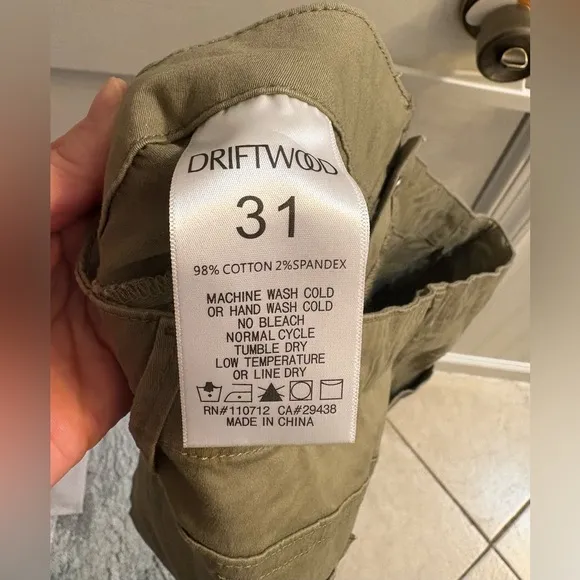 DRIFTWOOD
31
98% COTTON 2%SPANDEX
MACHINE WASH COLD
OR HAND WASH COLD
NO BLEACH
NORMAL CYCLE
TUMBLE DRY
LOW TEMPERATURE
OR LINE DRY
RN#110712 CA#29438
MADE IN CHINA